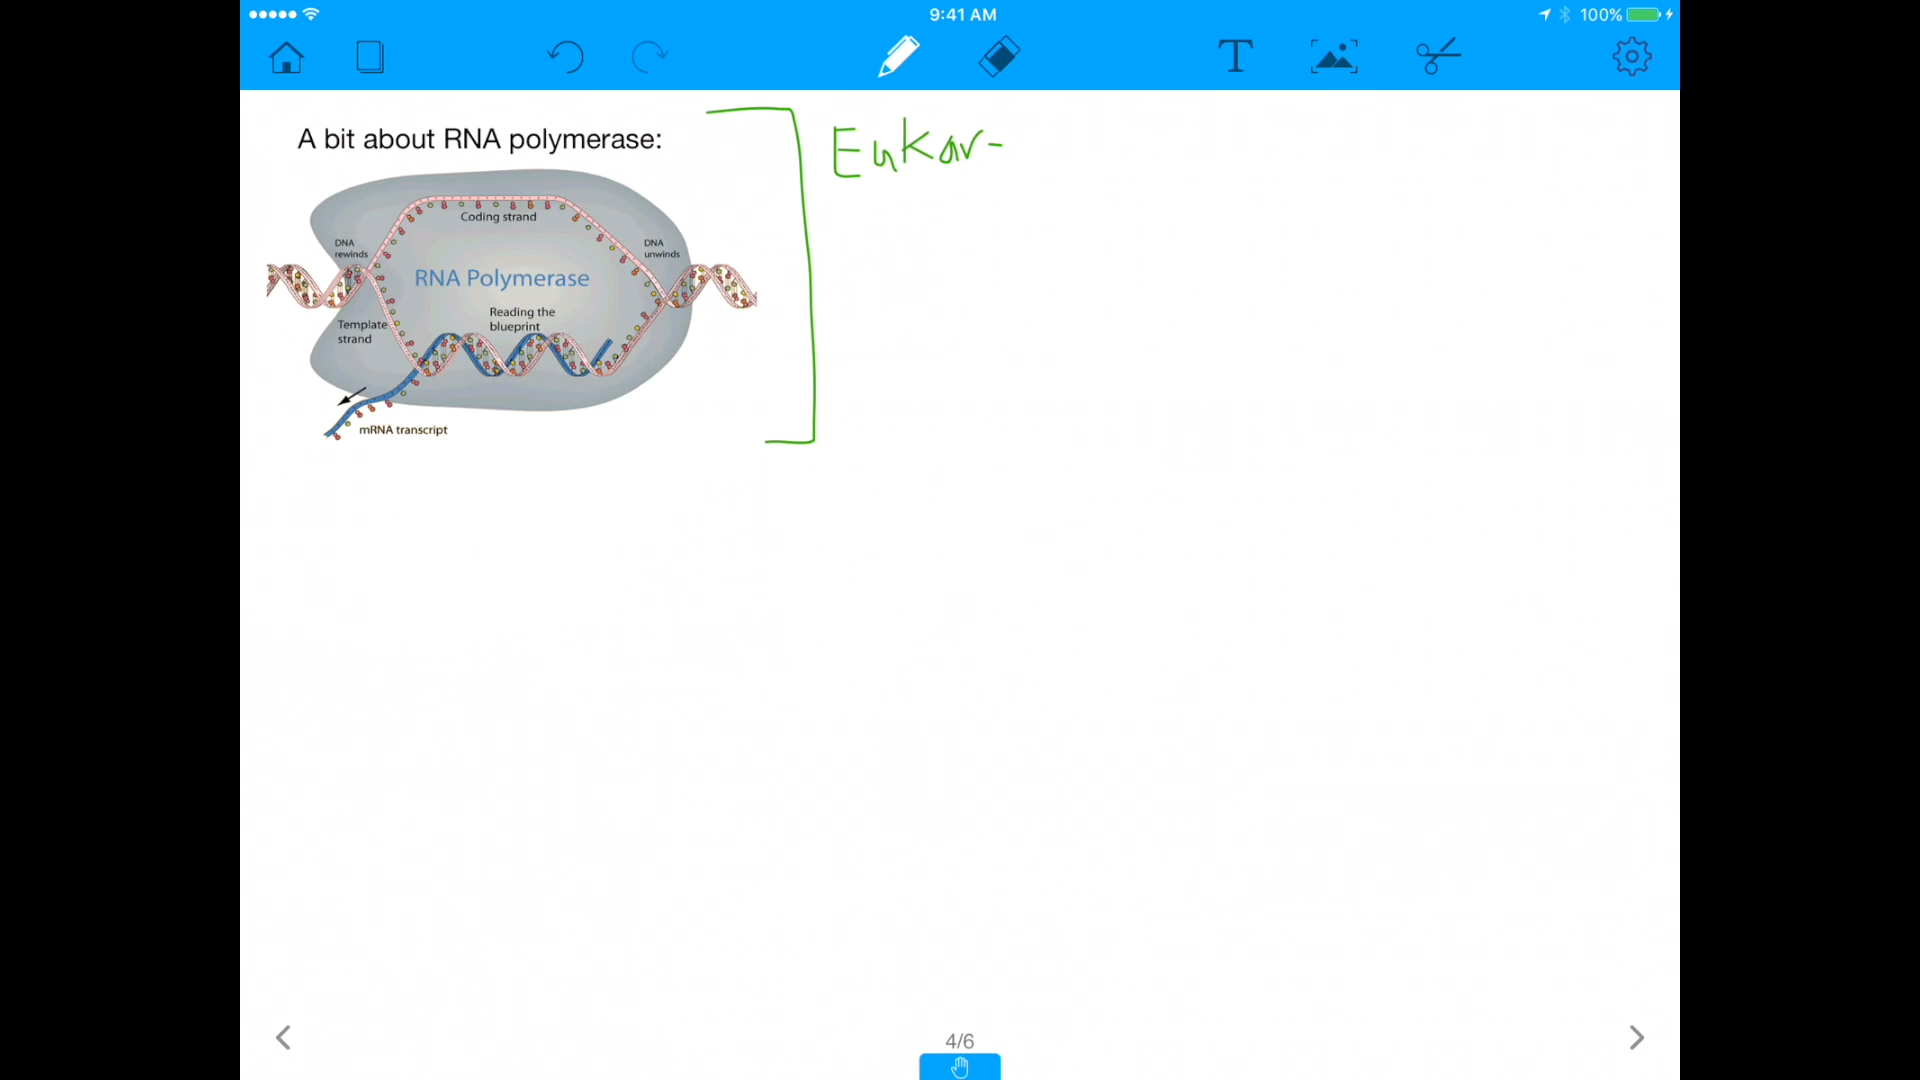 9:41 AM
100%
T
A bit about RNA polymerase:
Eukar-
Coding strand
DNA
rewinds
DNA
unwinds
RNA Polymerase
Reading the
blueprint
Template
strand
mRNA transcript
4/6